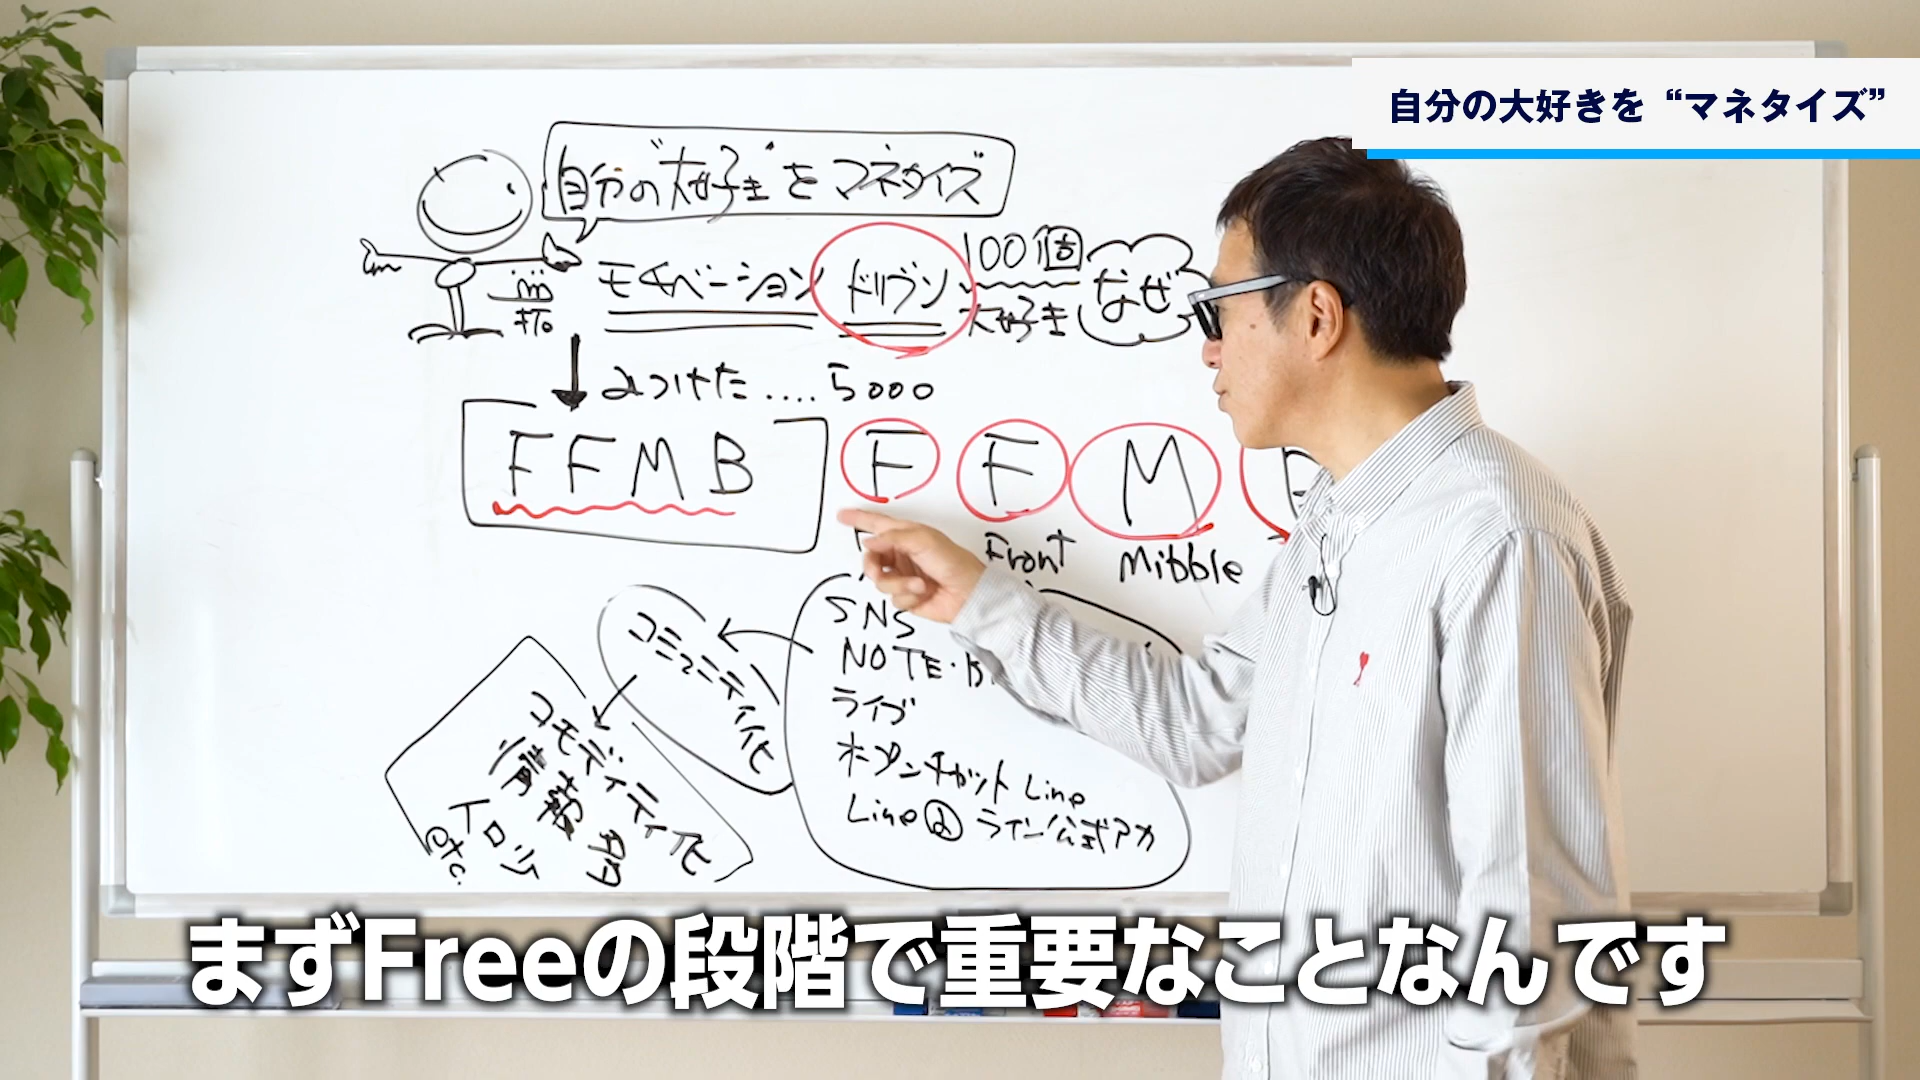 自分の大好きを“マネタイズ”
自分の"大好き"をマネタイズ
モチベーション ドリブン
100個
大好き
なぜ
みつけた....5000
FFMB
F F M
Front Mibble
SNS
NOTE・
ライブ
オープンチャット Line
Line@ ライン公式アカ
コミュニティ化
コモディティ化
情熱
etc.
まずFreeの段階で重要なことなんです